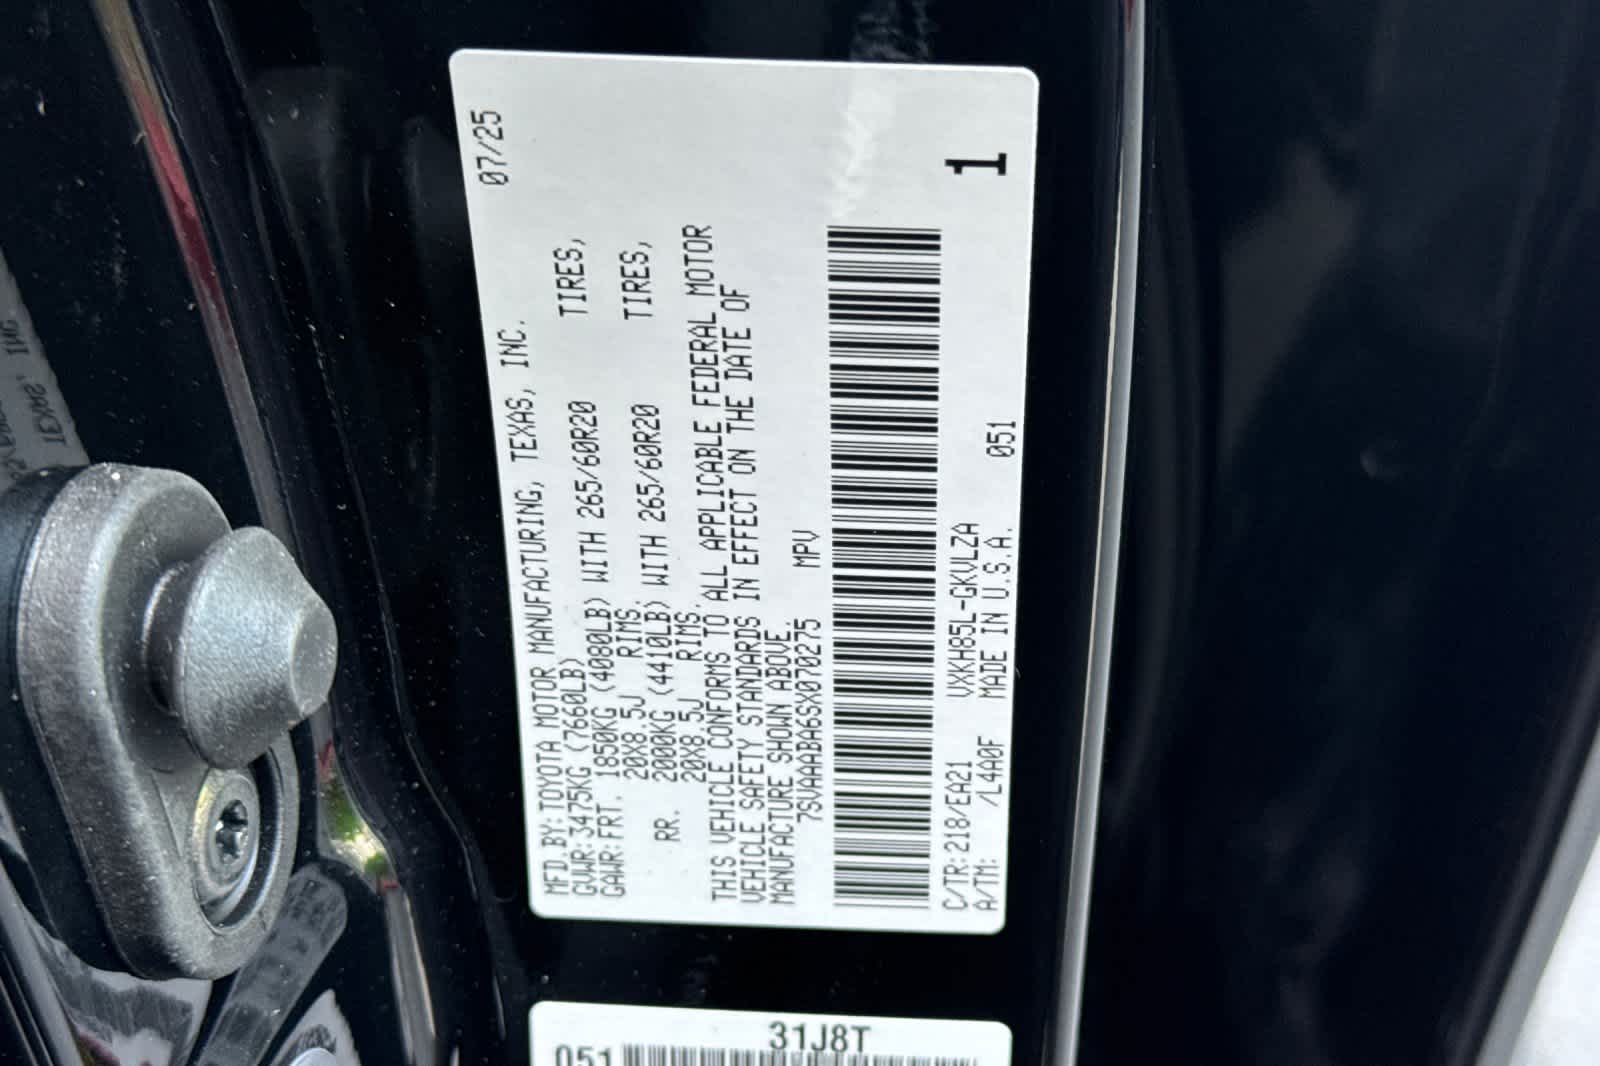 07/25
MFD.BY:TOYOTA MOTOR MANUFACTURING, TEXAS, INC.
GVWR:3475KG (7660LB)
GAWR:FRT. 1850KG (4080LB) WITH 265/60R20 TIRES,
20X8.5J RIMS.
RR. 2000KG (4410LB) WITH 265/60R20 TIRES,
20X8.5J RIMS.
THIS VEHICLE CONFORMS TO ALL APPLICABLE FEDERAL MOTOR
VEHICLE SAFETY STANDARDS IN EFFECT ON THE DATE OF
MANUFACTURE SHOWN ABOVE.
7SVAAABA6SX070275 MPV
C/TR:218/EA21 VXKH85L-GKVLZA
A/TM: /L4A0F MADE IN U.S.A. 051
1
31J8T
051